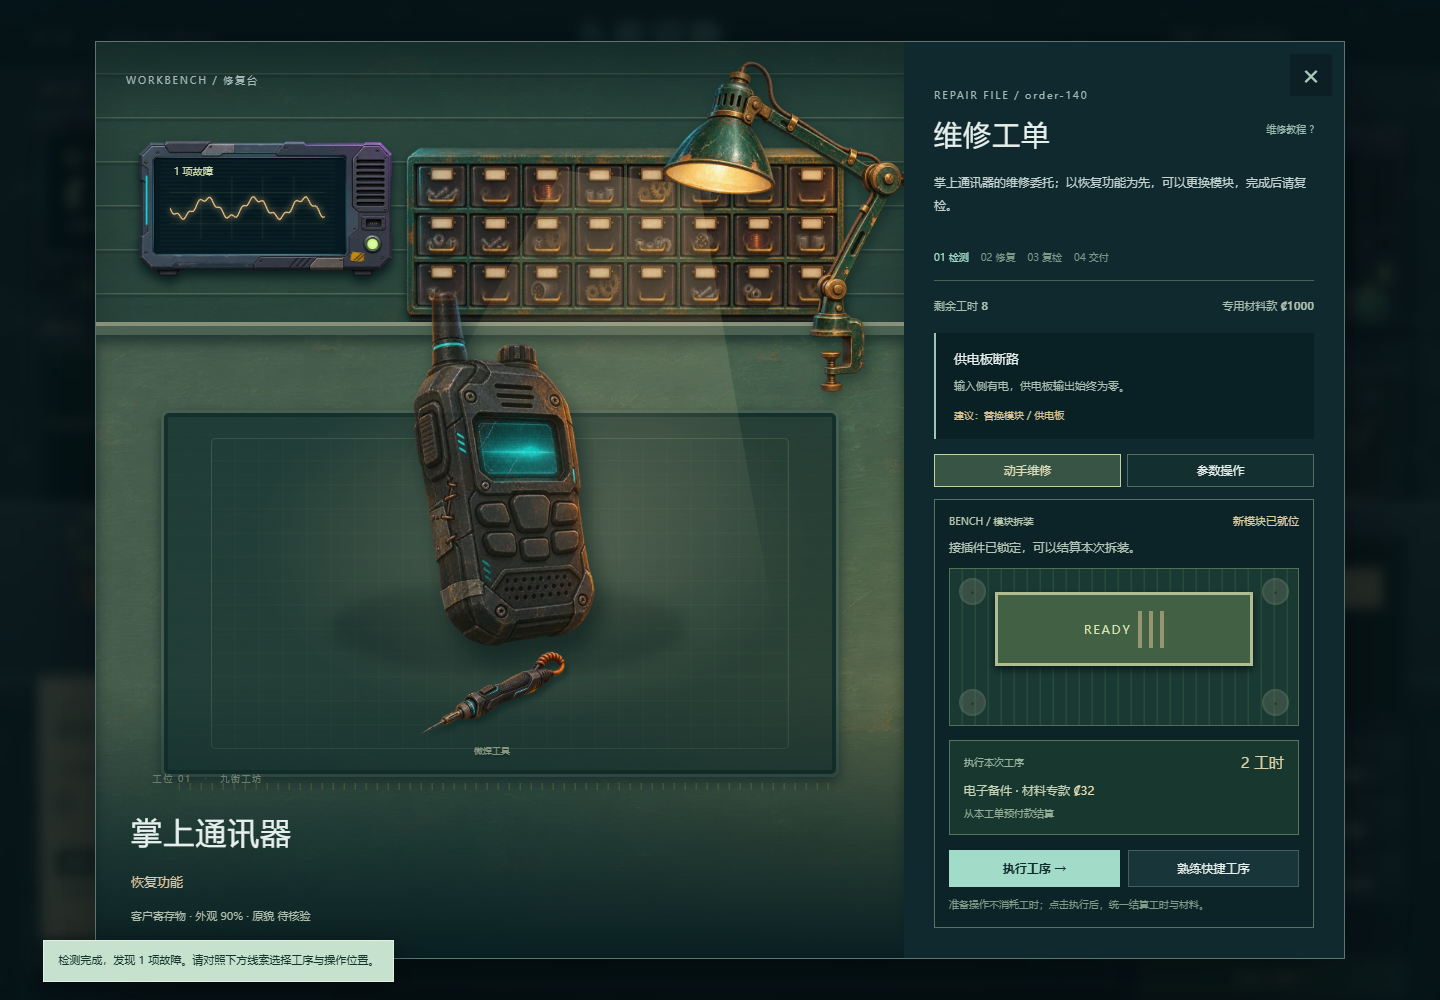 WORKBENCH / 修复台
1 项故障
微焊工具
工位 01 · 九街工坊
掌上通讯器
恢复功能
客户寄存物 · 外观 90% · 原貌 待核验
检测完成，发现 1 项故障。请对照下方线索选择工序与操作位置。
×
REPAIR FILE / order-140
维修工单
维修教程 ?
掌上通讯器的维修委托；以恢复功能为先，可以更换模块，完成后请复
检。
01 检测 02 修复 03 复检 04 交付
剩余工时 8
专用材料款 ₡1000
供电板断路
输入侧有电，供电板输出始终为零。
建议：替换模块 / 供电板
动手维修
参数操作
BENCH / 模块拆装
新模块已就位
接插件已锁定，可以结算本次拆装。
READY
执行本次工序
2 工时
电子备件 · 材料专款 ₡32
从本工单预付款结算
执行工序 →
熟练快捷工序
准备操作不消耗工时；点击执行后，统一结算工时与材料。